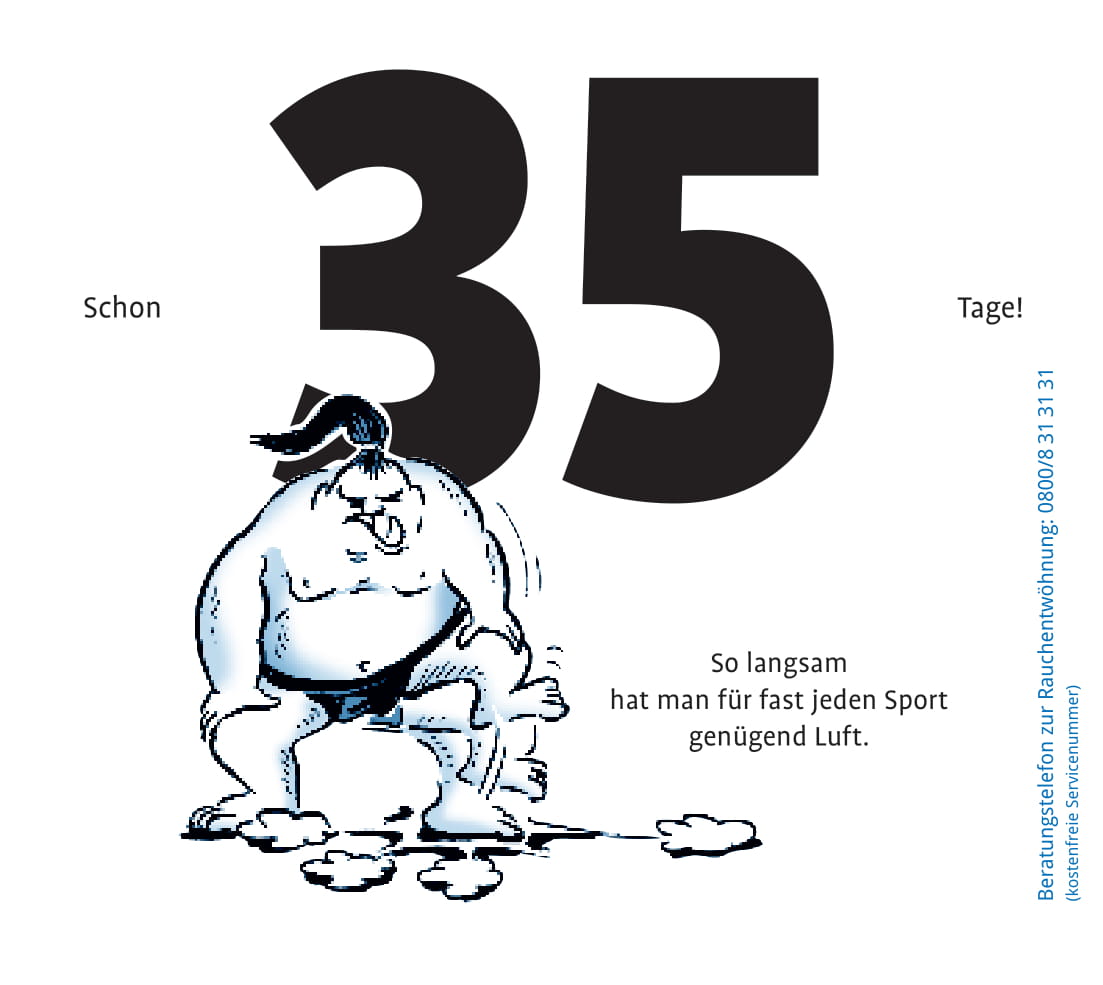 Schon 35 Tage!
So langsam
hat man für fast jeden Sport
genügend Luft.
Beratungstelefon zur Rauchentwöhnung: 0800/8 31 31 31
(kostenfreie Servicenummer)